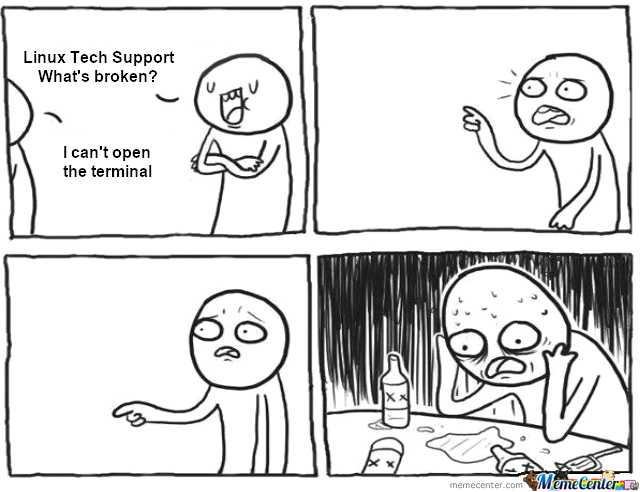 Linux Tech Support
What's broken?
I can't open
the terminal
X X
X X
X X
memecenter.com MemeCenter